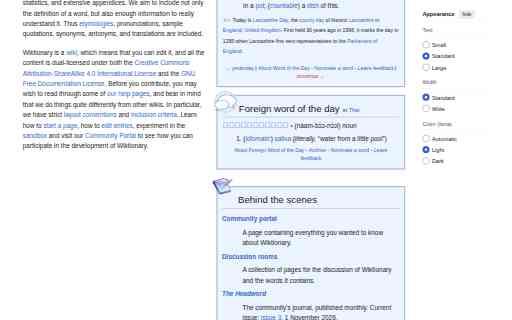 statistics, and extensive appendices. We aim to include not only
the definition of a word, but also enough information to really
understand it. Thus etymologies, pronunciations, sample
quotations, synonyms, antonyms, and translations are included.
Wiktionary is a wiki, which means that you can edit it, and all the
content is dual-licensed under both the Creative Commons
Attribution-ShareAlike 4.0 International License and the GNU
Free Documentation License. Before you contribute, you may
wish to read through some of our help pages, and bear in mind
that we do things quite differently from other wikis. In particular,
we have strict layout conventions and inclusion criteria. Learn
how to start a page, how to edit entries, experiment in the
sandbox and visit our Community Portal to see how you can
participate in the development of Wiktionary.
in a pot; (countable) a dish of this.
Today is Lancashire Day, the county day of historic Lancashire in
England, United Kingdom. First held 30 years ago in 1996, it marks the day in
1295 when Lancashire first sent representatives to the Parliament of
England.
← yesterday | About Word of the Day • Nominate a word • Leave feedback |
tomorrow →
Foreign word of the day in Thai
noun
1. (idiomatic) saliva (literally, “water from a little pool”)
About Foreign Word of the Day • Archive • Nominate a word • Leave
feedback
Behind the scenes
Community portal
A page containing everything you wanted to know
about Wiktionary.
Discussion rooms
A collection of pages for the discussion of Wiktionary
and the words it contains.
The Headword
The community's journal, published monthly. Current
issue: issue 3, 1 November 2026.
Appearance hide
Text
Small
Standard
Large
Width
Standard
Wide
Color (beta)
Automatic
Light
Dark